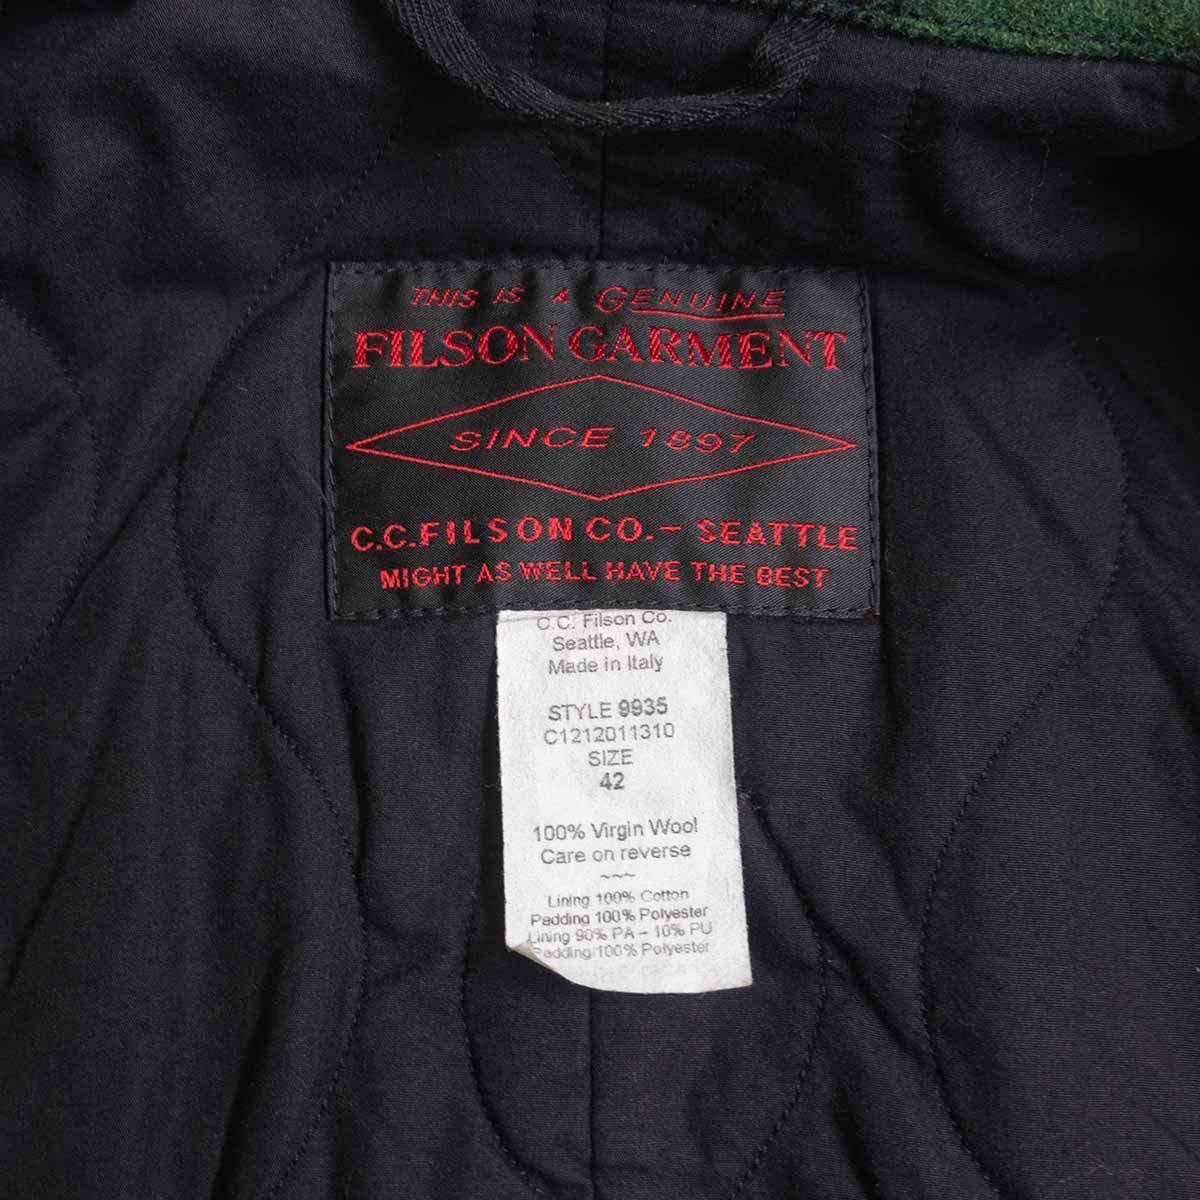 THIS IS A GENUINE
FILSON GARMENT
SINCE 1897
C.C.FILSON CO.– SEATTLE
MIGHT AS WELL HAVE THE BEST
C.C. Filson Co.
Seattle, WA
Made in Italy
STYLE 9935
C1212011310
SIZE
42
100% Virgin Wool
Care on reverse
~~~
Lining 100% Cotton
Padding 100% Polyester
Lining 90% PA – 10% PU
Padding 100% Polyester